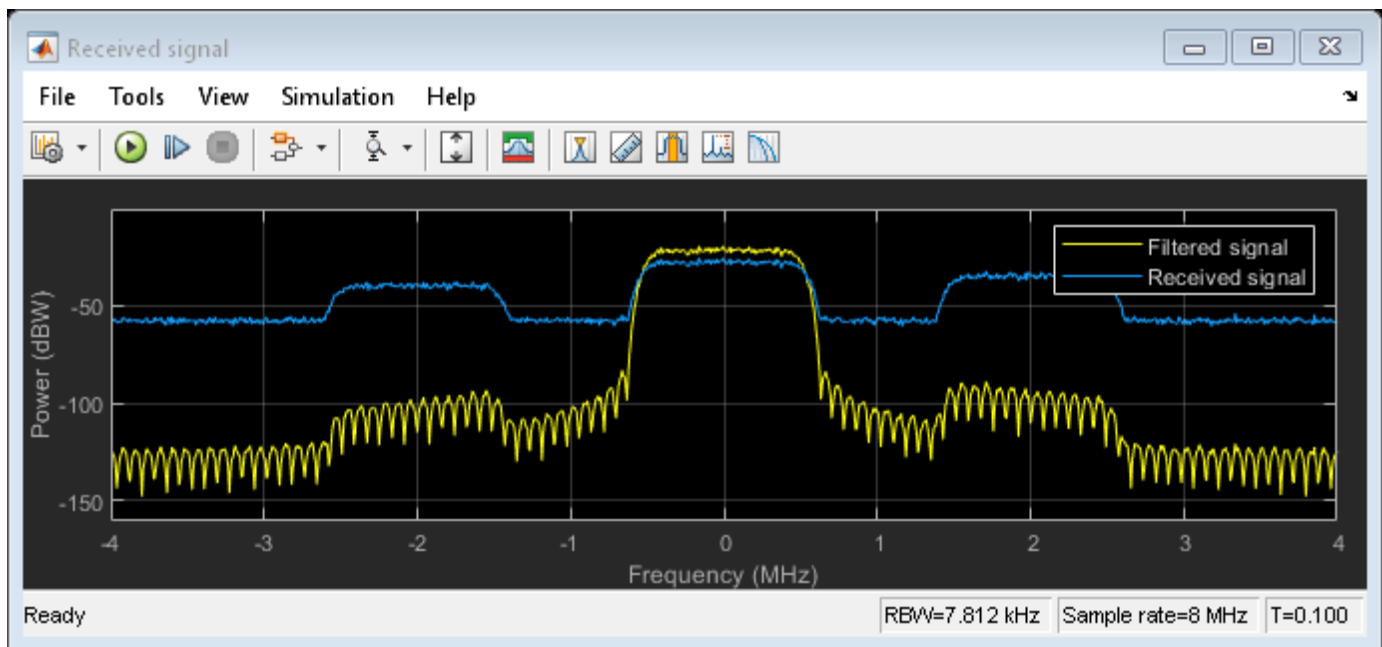 Received signal
File Tools View Simulation Help
Filtered signal
Received signal
Power (dBW)
-50
-100
-150
-4 -3 -2 -1 0 1 2 3 4
Frequency (MHz)
Ready RBW=7.812 kHz Sample rate=8 MHz T=0.100